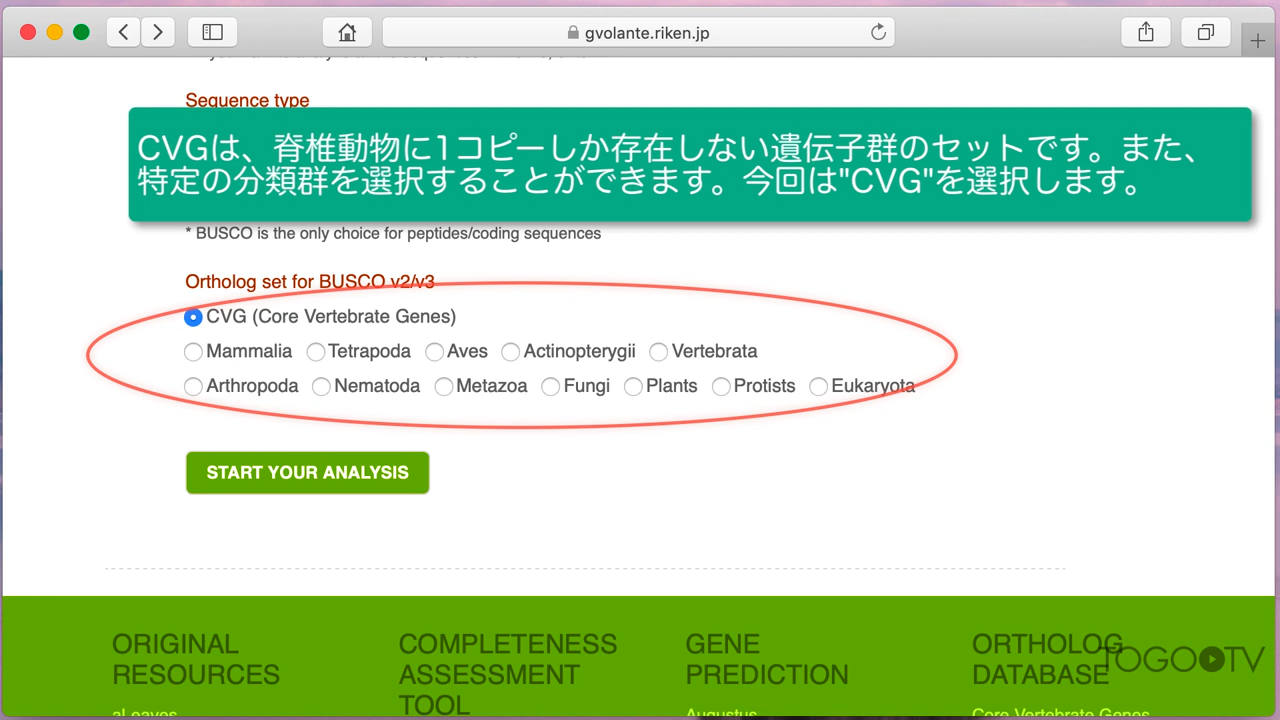 gvolante.riken.jp
Sequence type
CVGは、脊椎動物に1コピーしか存在しない遺伝子群のセットです。また、
特定の分類群を選択することができます。今回は"CVG"を選択します。
* BUSCO is the only choice for peptides/coding sequences
Ortholog set for BUSCO v2/v3
CVG (Core Vertebrate Genes)
Mammalia Tetrapoda Aves Actinopterygii Vertebrata
Arthropoda Nematoda Metazoa Fungi Plants Protists Eukaryota
START YOUR ANALYSIS
ORIGINAL
RESOURCES
aLeaves
COMPLETENESS
ASSESSMENT
TOOL
GENE
PREDICTION
Augustus
ORTHOLOG
DATABASE
Core Vertebrate Genes
TOGO TV